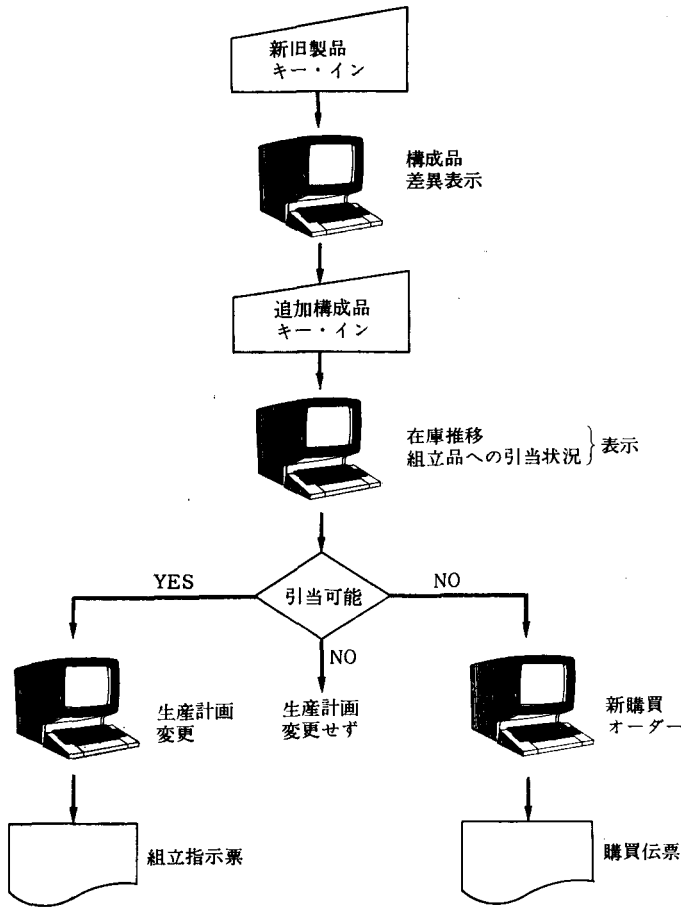 新旧製品
キー・イン
構成品
差異表示
追加構成品
キー・イン
在庫推移
組立品への引当状況 } 表示
引当可能
YES
NO
NO
生産計画
変更
生産計画
変更せず
新購買
オーダー
組立指示票
購買伝票